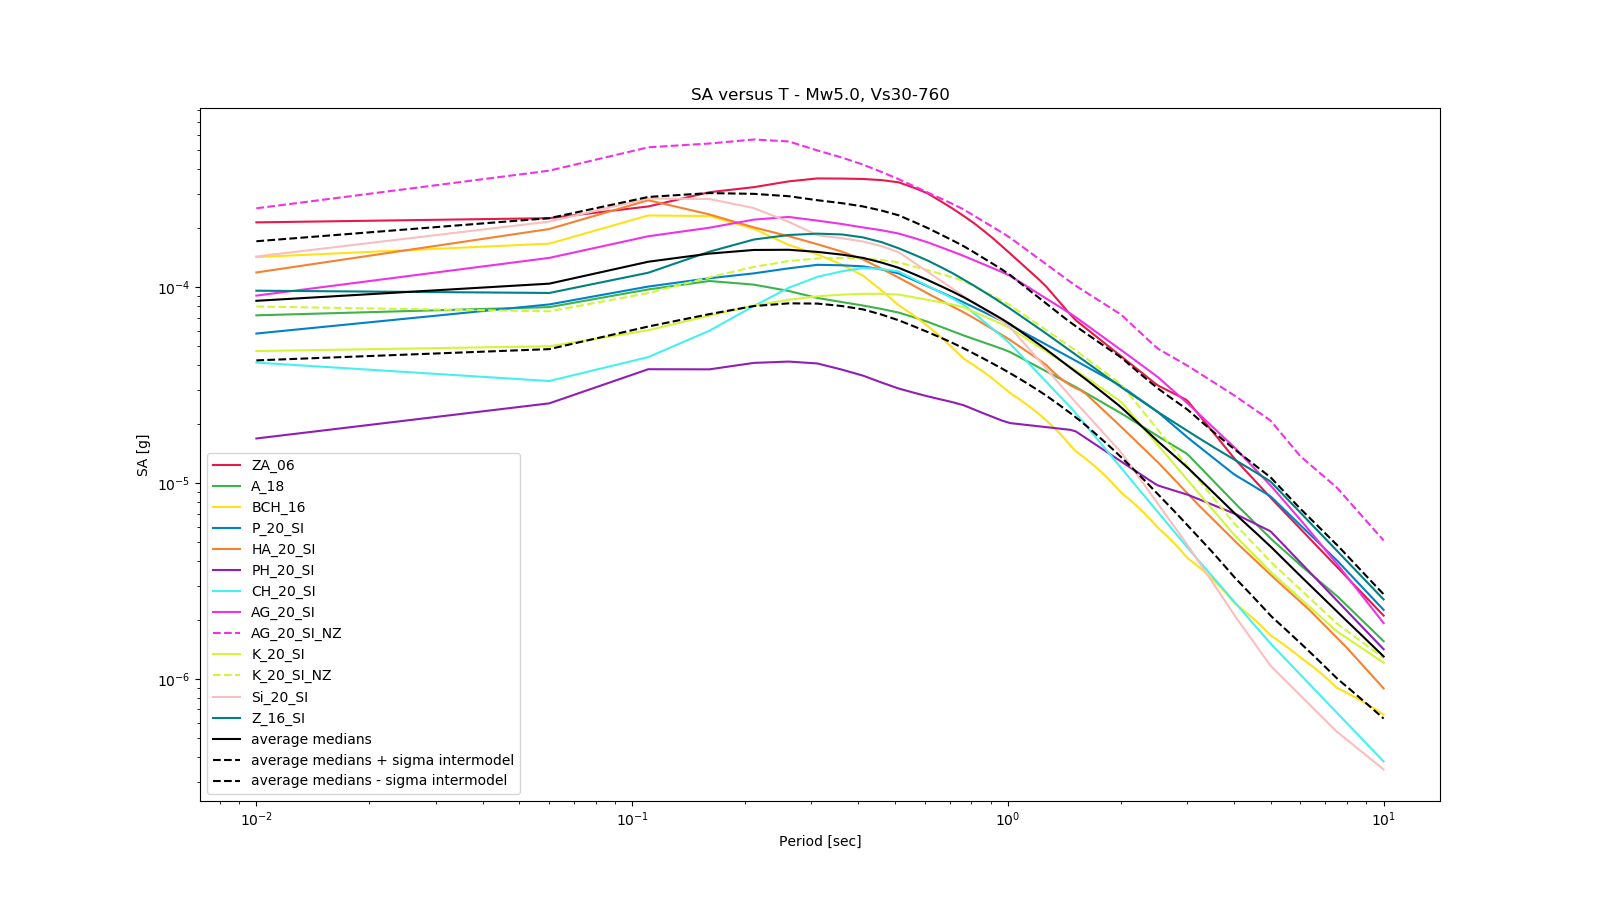 SA versus T - Mw5.0, Vs30-760
SA [g]
10⁻⁴
10⁻⁵
10⁻⁶
ZA_06
A_18
BCH_16
P_20_SI
HA_20_SI
PH_20_SI
CH_20_SI
AG_20_SI
AG_20_SI_NZ
K_20_SI
K_20_SI_NZ
Si_20_SI
Z_16_SI
average medians
average medians + sigma intermodel
average medians - sigma intermodel
10⁻² 10⁻¹ 10⁰ 10¹
Period [sec]